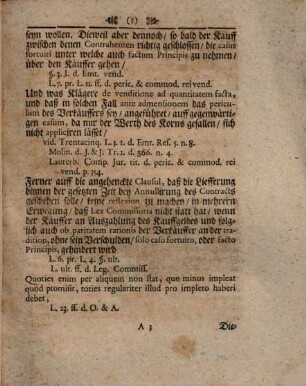 (5)
seyn wollen. Dieweil aber dennoch / so bald der Kauff
zwischen denen Contrahenten richtig geschlossen / die casus
fortuiti unter welche auch factum Principis zu nehmen /
über den Käuffer gehen /
§. 3. J. d. Emt. vend.
L. 7. pr. L. 11. ff. d. peric. & commod. rei vend.
Und was Klägere de venditione ad quantitatem facta,
und daß in solchen Fall ante admensionem das pericu-
lum des Verkäuffers sey / angeführet / auff gegenwärti-
gen casum, da nur der Werth des Korns gefallen / sich
nicht appliciren lässet /
vid. Trentacinq. L. 3. t. d. Emt. Ref. 5. n. 8.
Molin. d. J. & J. Tr. 2. d. 366. n. 4.
Lauterb. Comp. Jur. tit. d. peric. & commod. rei
vend. p. 354.
Ferner auff die angehenckte Clausul, daß die Liefferung
binnen der gesetzten Zeit bey Annullirung des Contracts
geschehen solle / keine reflexion zu machen / in mehrern
Erwegung / daß Lex Commissoria nicht statt hat / wenn
der Käuffer an Auszahlung des Kauffgeldes und folg-
lich auch ob paritatem rationis der Verkäuffer an der tra-
dition, ohne sein Verschulden / solo casu fortuito, oder facto
Principis, gehindert wird
L. 6. pr. L. 4. §. ult.
L. ult. ff. d. Leg. Commiss.
Quoties enim per aliquem non stat, quo minus impleat
quod promisit, toties regulariter illud pro impleto haberi
debet,
L. 23. ff. d. O. & A.
A 3
Die-